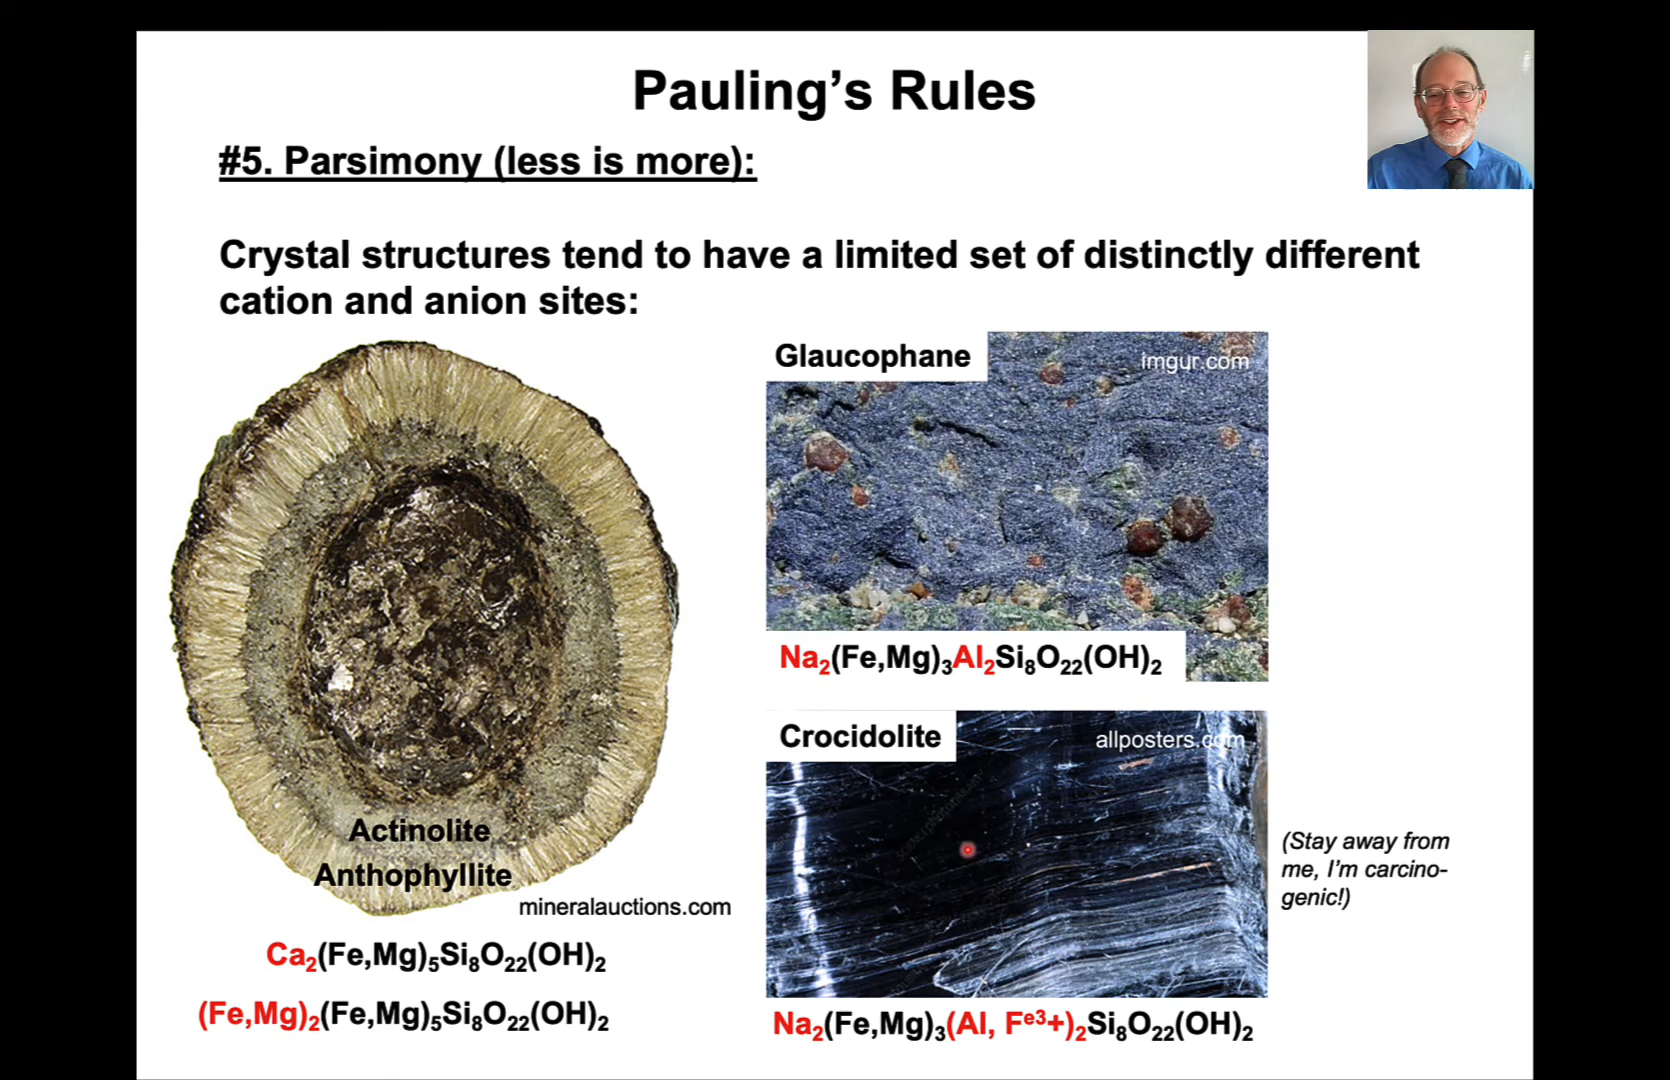 Pauling's Rules
#5. Parsimony (less is more):
Crystal structures tend to have a limited set of distinctly different
cation and anion sites:
Actinolite
Anthophyllite
mineralauctions.com
Ca₂(Fe,Mg)₅Si₈O₂₂(OH)₂
(Fe,Mg)₂(Fe,Mg)₅Si₈O₂₂(OH)₂
Glaucophane
Imgur.com
Na₂(Fe,Mg)₃Al₂Si₈O₂₂(OH)₂
Crocidolite
allposters.com
(Stay away from
me, I'm carcino-
genic!)
Na₂(Fe,Mg)₃(Al, Fᵉ³+)₂Si₈O₂₂(OH)₂